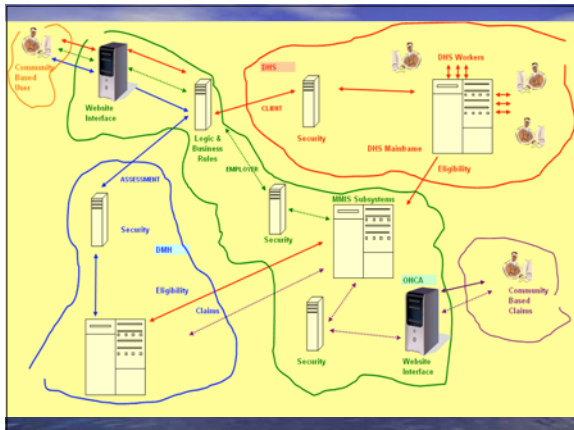 DHS Workers
DHS
Community
Based
User
Website
Interface
CLIENT
Logic &
Business
Rules
Security
DHS Mainframe
Eligibility
ASSESSMENT
EMPLOYER
MMIS Subsystems
Security
DMH
Security
OHCA
Eligibility
Claims
Community
Based
Claims
Security
Website
Interface